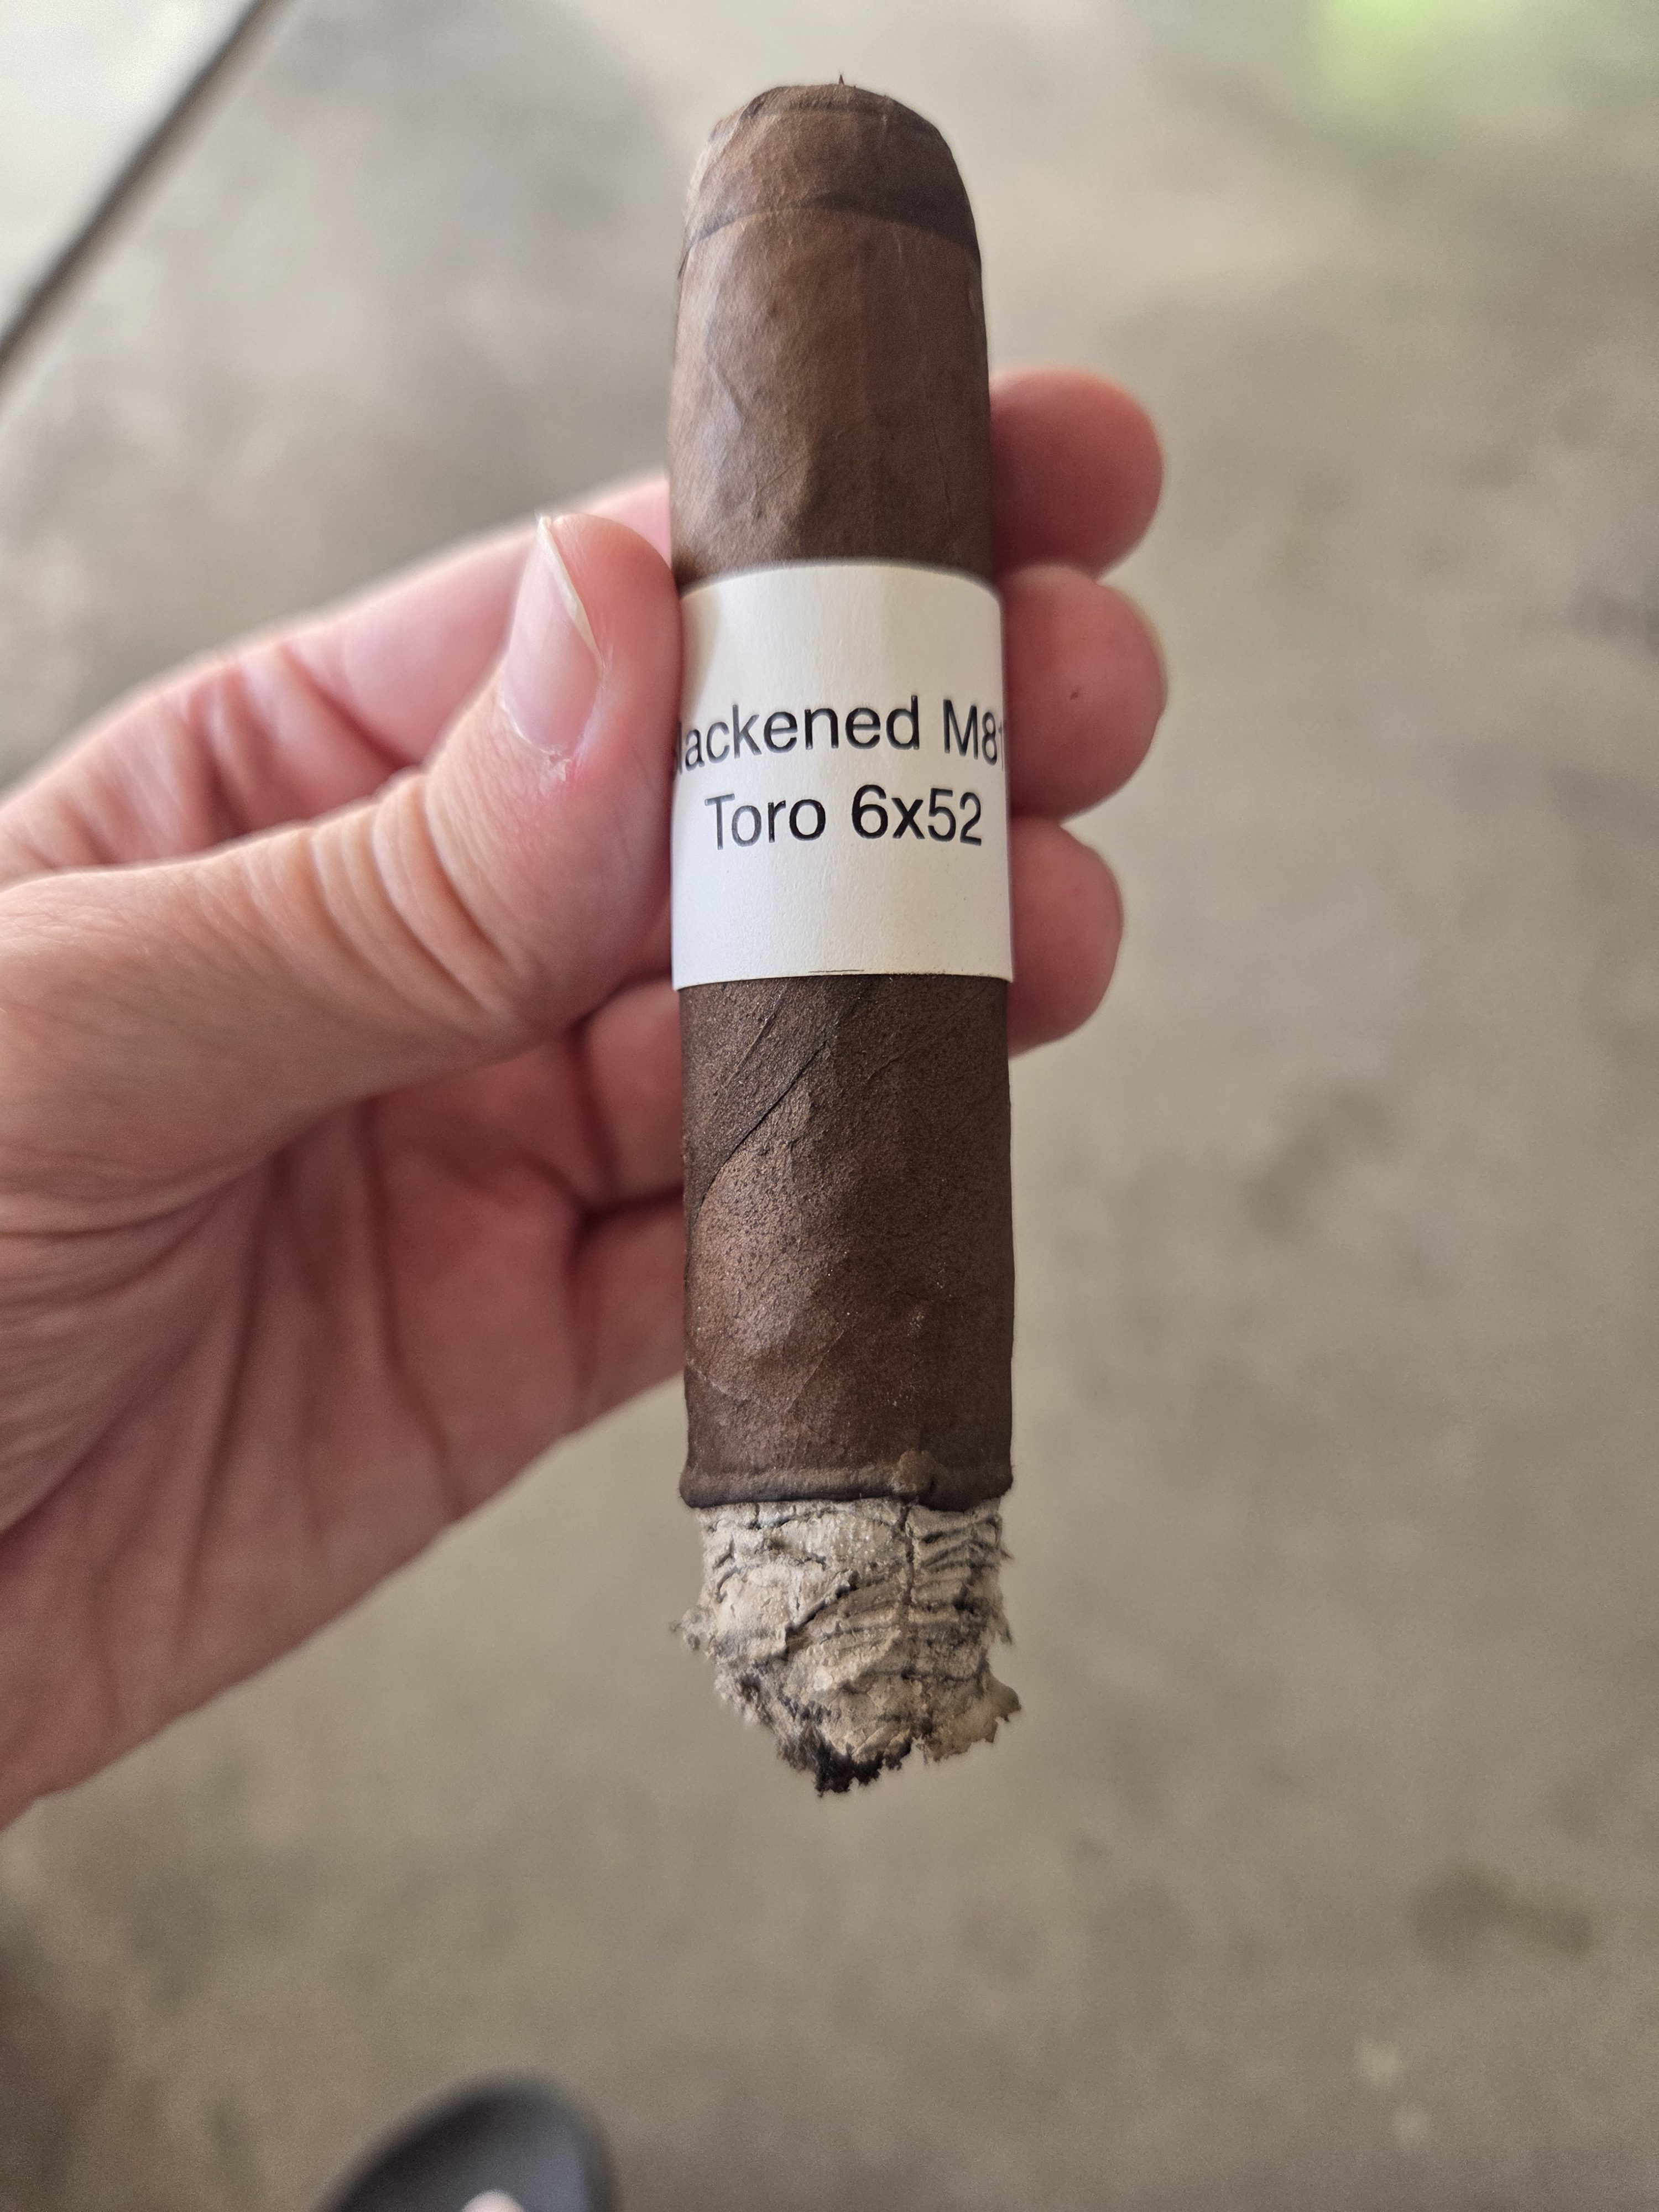 lackened M81
Toro 6x52